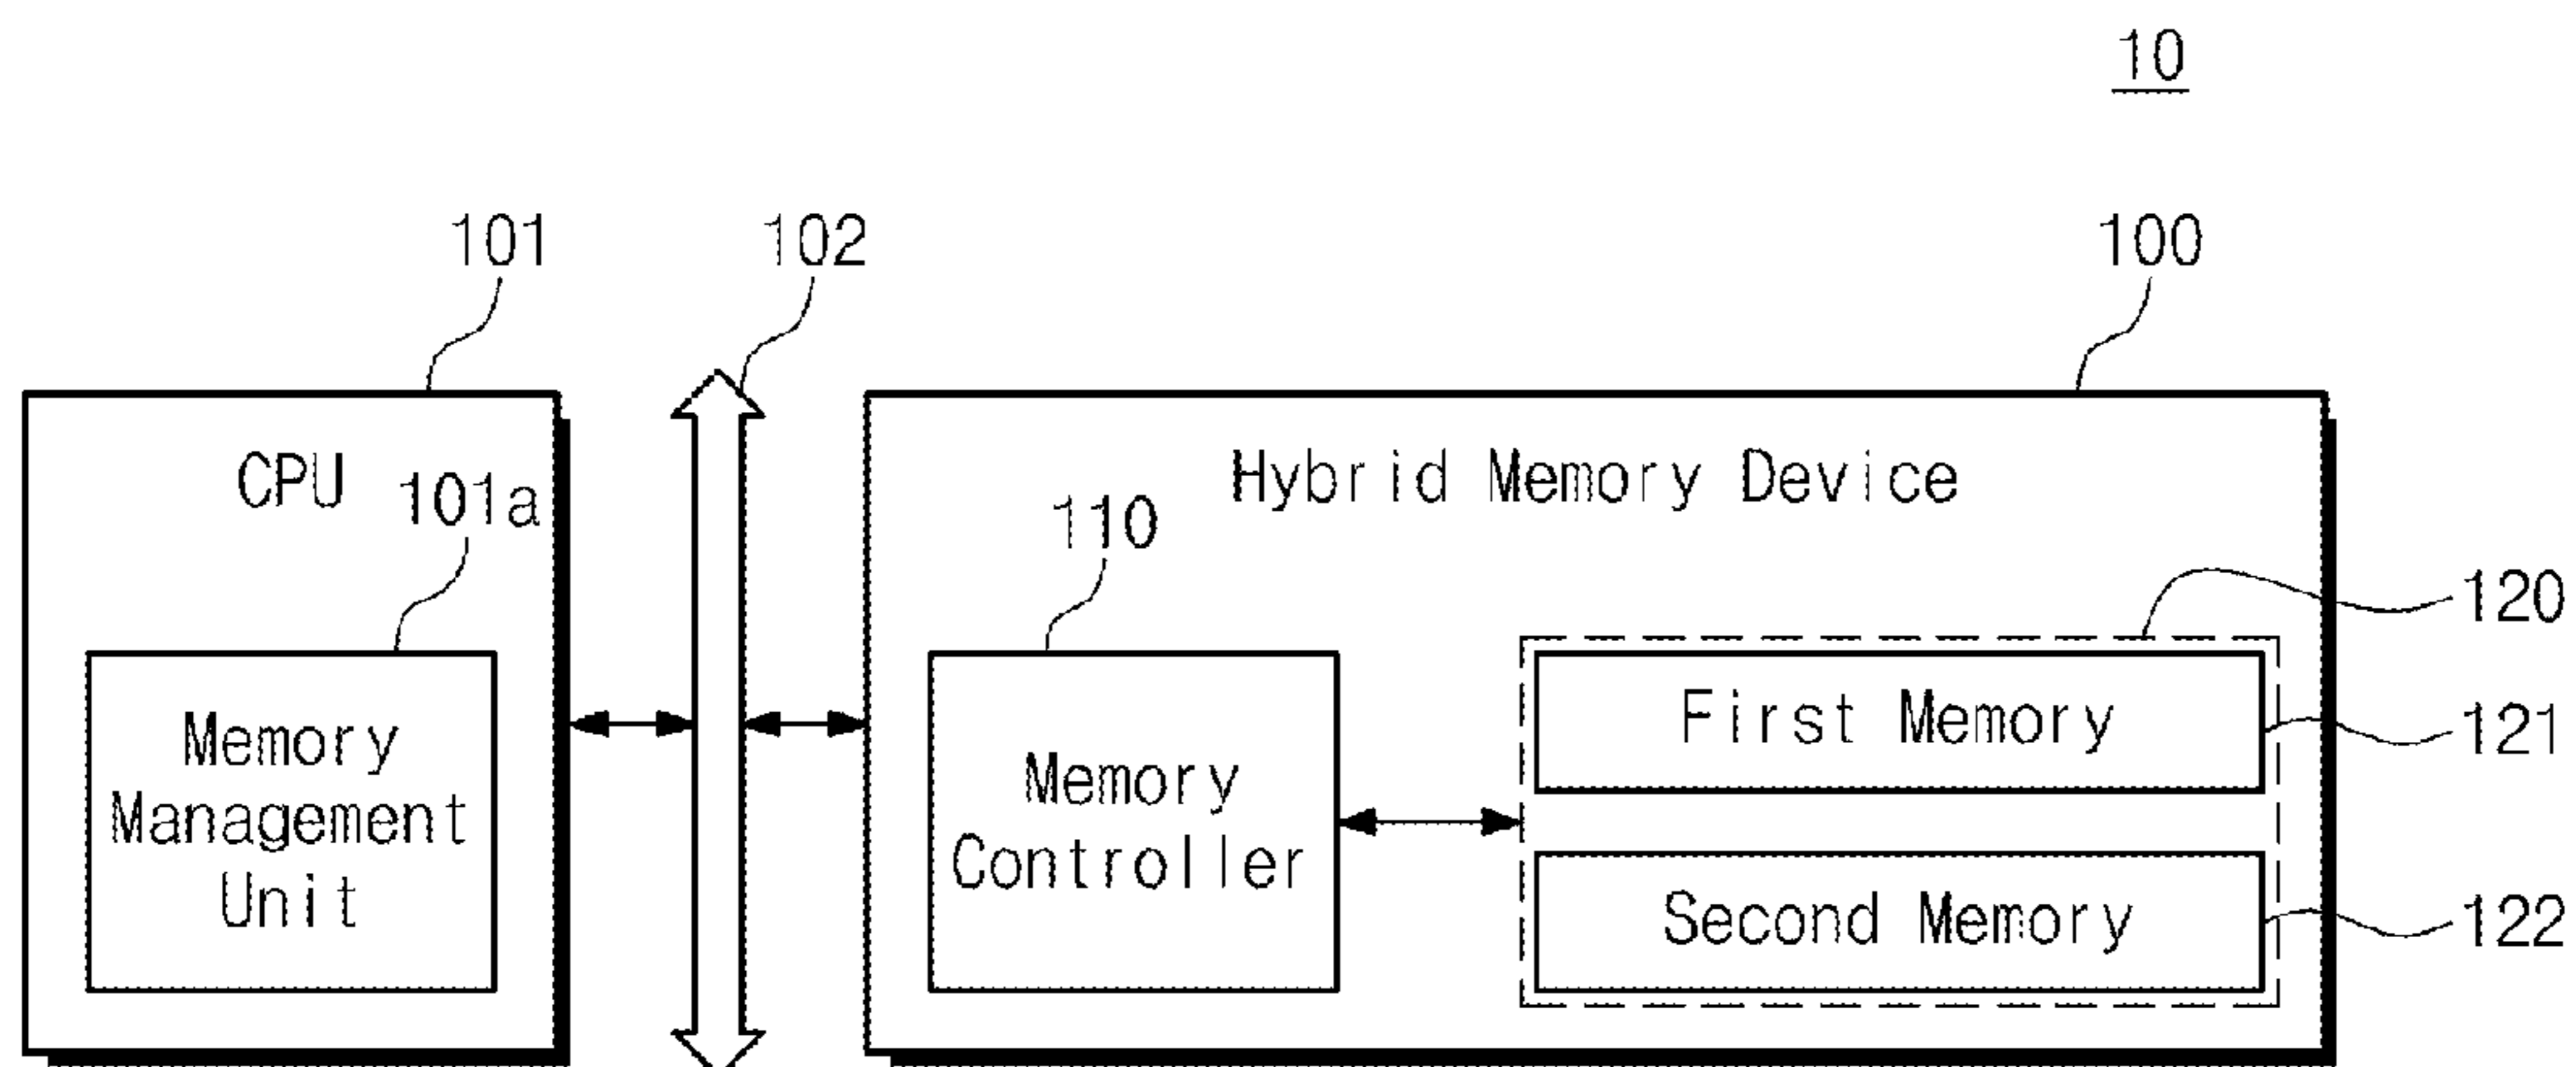 10
101
102
100
CPU
101a
Hybrid Memory Device
110
120
Memory
Management
Unit
Memory
Controller
First Memory
121
Second Memory
122